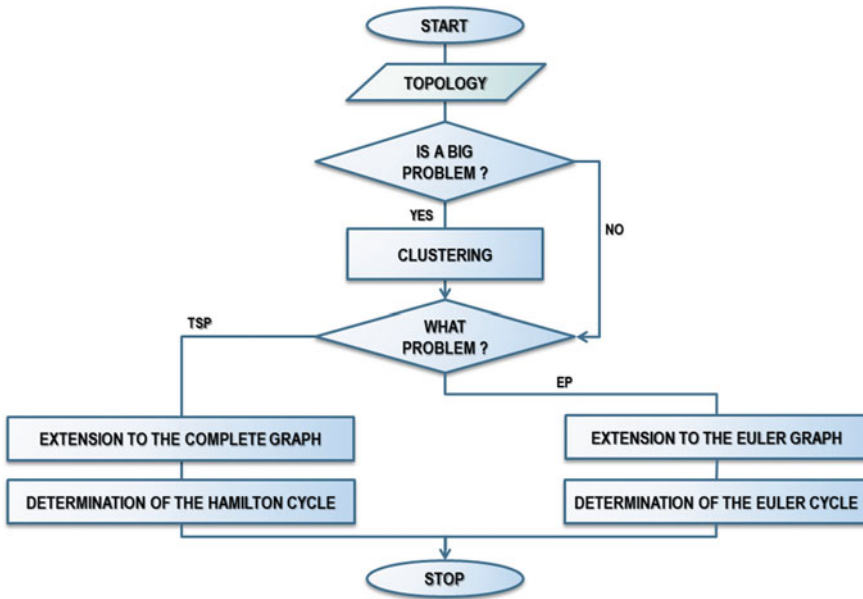 START
TOPOLOGY
IS A BIG
PROBLEM ?
YES
NO
CLUSTERING
TSP
WHAT
PROBLEM ?
EP
EXTENSION TO THE COMPLETE GRAPH
EXTENSION TO THE EULER GRAPH
DETERMINATION OF THE HAMILTON CYCLE
DETERMINATION OF THE EULER CYCLE
STOP